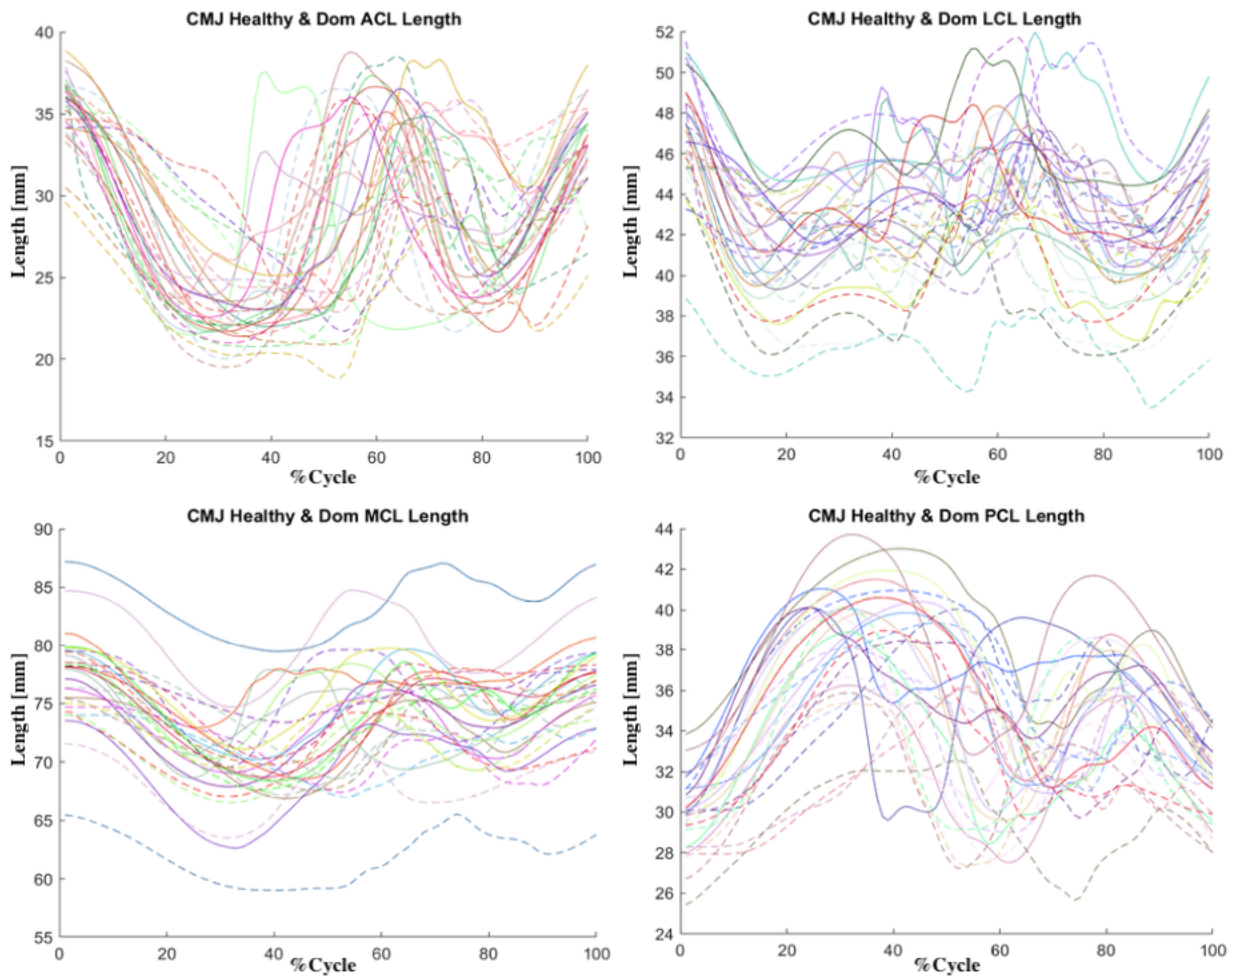 CMJ Healthy & Dom ACL Length
40
35
30
25
20
15
Length [mm]
0 20 40 60 80 100
%Cycle
CMJ Healthy & Dom LCL Length
52
50
48
46
44
42
40
38
36
34
32
Length [mm]
0 20 40 60 80 100
%Cycle
CMJ Healthy & Dom MCL Length
90
85
80
75
70
65
60
55
Length [mm]
0 20 40 60 80 100
%Cycle
CMJ Healthy & Dom PCL Length
44
42
40
38
36
34
32
30
28
26
24
Length [mm]
0 20 40 60 80 100
%Cycle